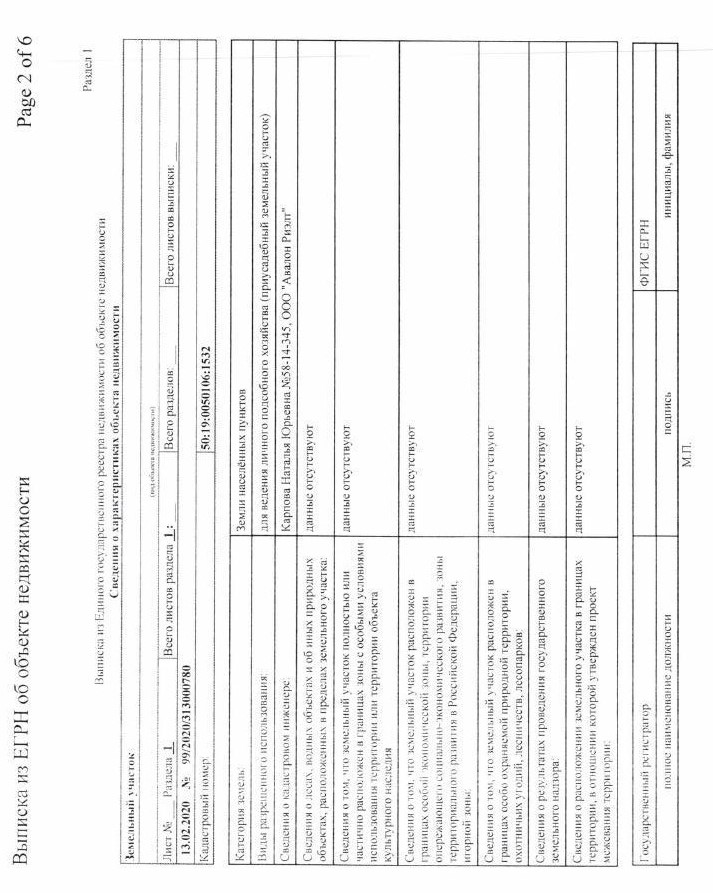 Выписка из ЕГРН об объекте недвижимости
Page 2 of 6
Раздел 1
Выписка из Единого государственного реестра недвижимости об объекте недвижимости
Сведения о характеристиках объекта недвижимости
Земельный участок
(вид объекта недвижимости)
Лист № ___ Раздела 1
Всего листов раздела 1 : ___
Всего разделов: ___
Всего листов выписки: ___
13.02.2020 № 99/2020/313000780
Кадастровый номер:
50:19:0050106:1532
Категория земель:
Земли населённых пунктов
Виды разрешенного использования:
для ведения личного подсобного хозяйства (приусадебный земельный участок)
Сведения о кадастровом инженере:
Карпова Наталья Юрьевна №58-14-345, ООО "Авалон Риэлт"
Сведения о лесах, водных объектах и об иных природных
объектах, расположенных в пределах земельного участка:
данные отсутствуют
Сведения о том, что земельный участок полностью или
частично расположен в границах зоны с особыми условиями
использования территории или территории объекта
культурного наследия
данные отсутствуют
Сведения о том, что земельный участок расположен в
границах особой экономической зоны, территории
опережающего социально-экономического развития, зоны
территориального развития в Российской Федерации,
игорной зоны:
данные отсутствуют
Сведения о том, что земельный участок расположен в
границах особо охраняемой природной территории,
охотничьих угодий, лесничеств, лесопарков:
данные отсутствуют
Сведения о результатах проведения государственного
земельного надзора:
данные отсутствуют
Сведения о расположении земельного участка в границах
территории, в отношении которой утвержден проект
межевания территории:
данные отсутствуют
Государственный регистратор
ФГИС ЕГРН
полное наименование должности
подпись
инициалы, фамилия
М.П.